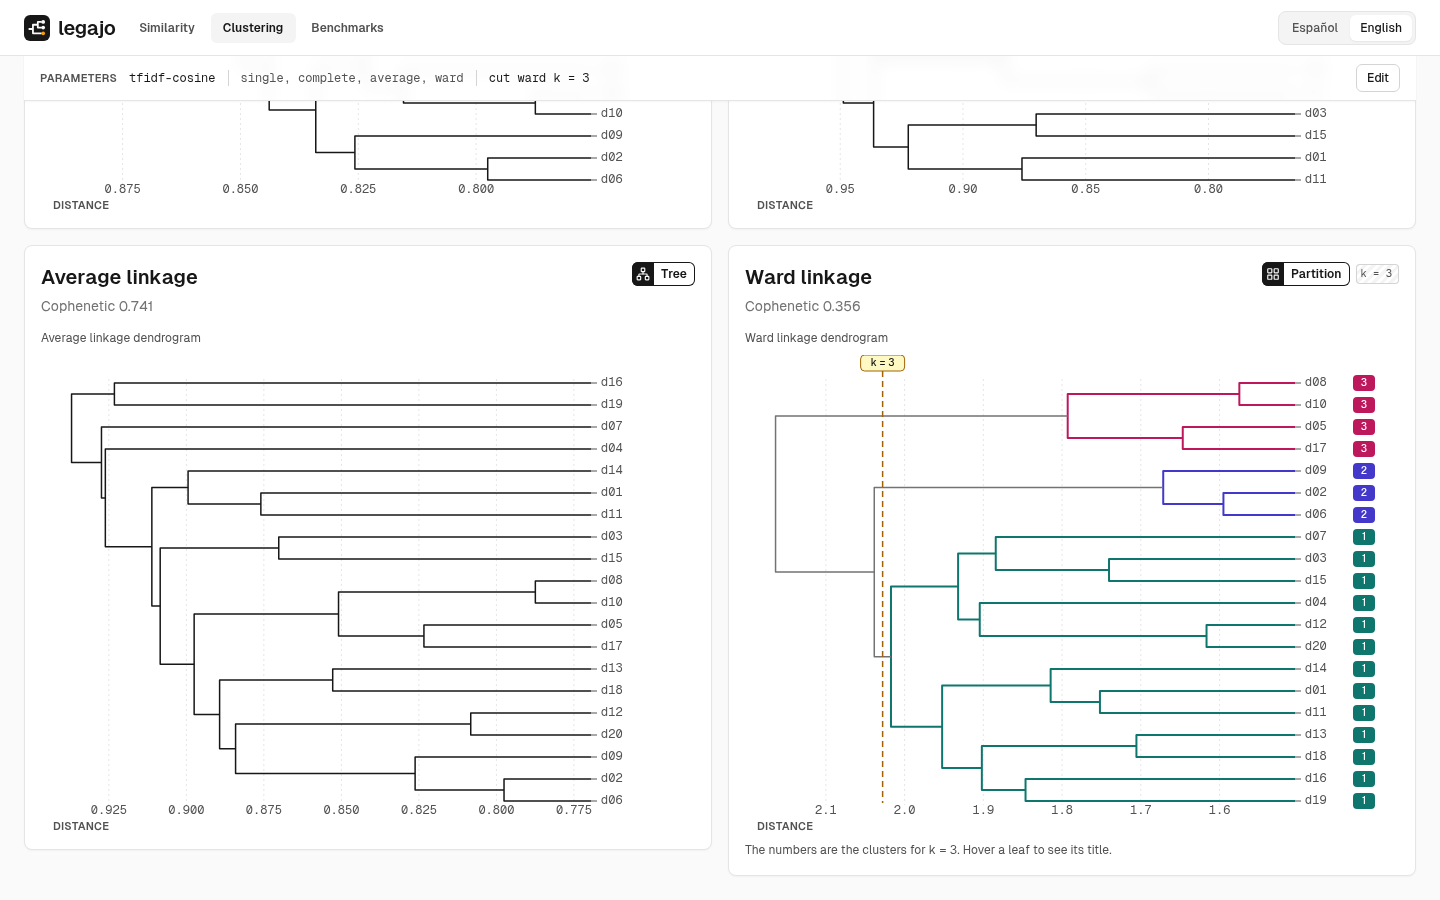 legajo Similarity Clustering Benchmarks Español English
PARAMETERS tfidf-cosine single, complete, average, ward cut ward k = 3 Edit
d10
d09
d02
d06
0.875 0.850 0.825 0.800
DISTANCE
d03
d15
d01
d11
0.95 0.90 0.85 0.80
DISTANCE
Average linkage Tree
Cophenetic 0.741
Average linkage dendrogram
d16
d19
d07
d04
d14
d01
d11
d03
d15
d08
d10
d05
d17
d13
d18
d12
d20
d09
d02
d06
0.925 0.900 0.875 0.850 0.825 0.800 0.775
DISTANCE
Ward linkage Partition k = 3
Cophenetic 0.356
Ward linkage dendrogram
k = 3
d08 3
d10 3
d05 3
d17 3
d09 2
d02 2
d06 2
d07 1
d03 1
d15 1
d04 1
d12 1
d20 1
d14 1
d01 1
d11 1
d13 1
d18 1
d16 1
d19 1
2.1 2.0 1.9 1.8 1.7 1.6
DISTANCE
The numbers are the clusters for k = 3. Hover a leaf to see its title.